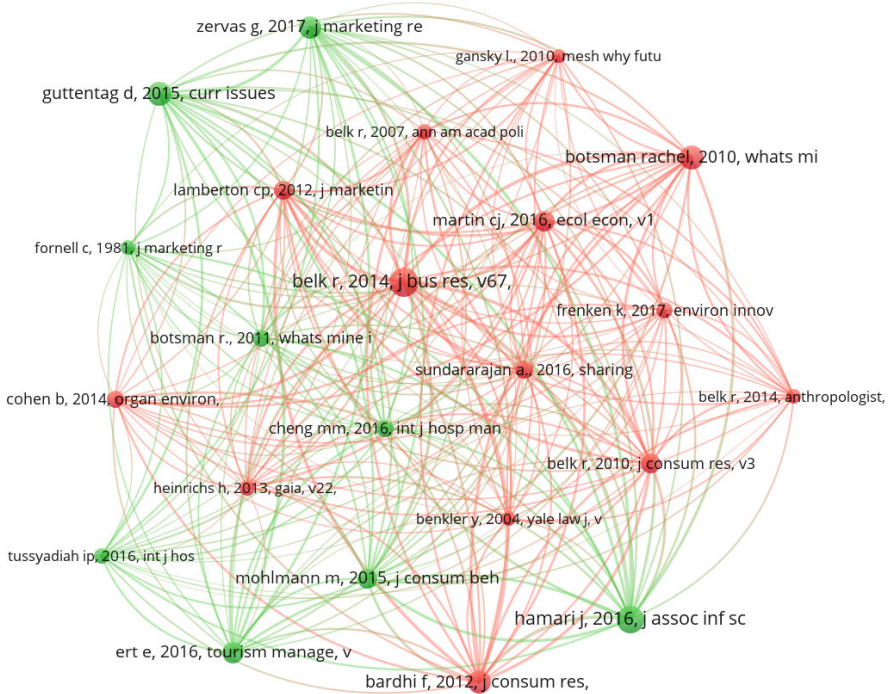 zervas g, 2017, j marketing re
gansky l., 2010, mesh why futu
guttentag d, 2015, curr issues
belk r, 2007, ann am acad poli
botsman rachel, 2010, whats mi
lamberton cp, 2012, j marketin
martin cj, 2016, ecol econ, v1
fornell c, 1981, j marketing r
belk r, 2014, j bus res, v67,
frenken k, 2017, environ innov
botsman r., 2011, whats mine i
sundararajan a., 2016, sharing
cohen b, 2014, organ environ,
belk r, 2014, anthropologist,
cheng mm, 2016, int j hosp man
belk r, 2010, j consum res, v3
heinrichs h, 2013, gaia, v22,
benkler y, 2004, yale law j, v
tussyadiah ip, 2016, int j hos
mohlmann m, 2015, j consum beh
hamari j, 2016, j assoc inf sc
ert e, 2016, tourism manage, v
bardhi f, 2012, j consum res,